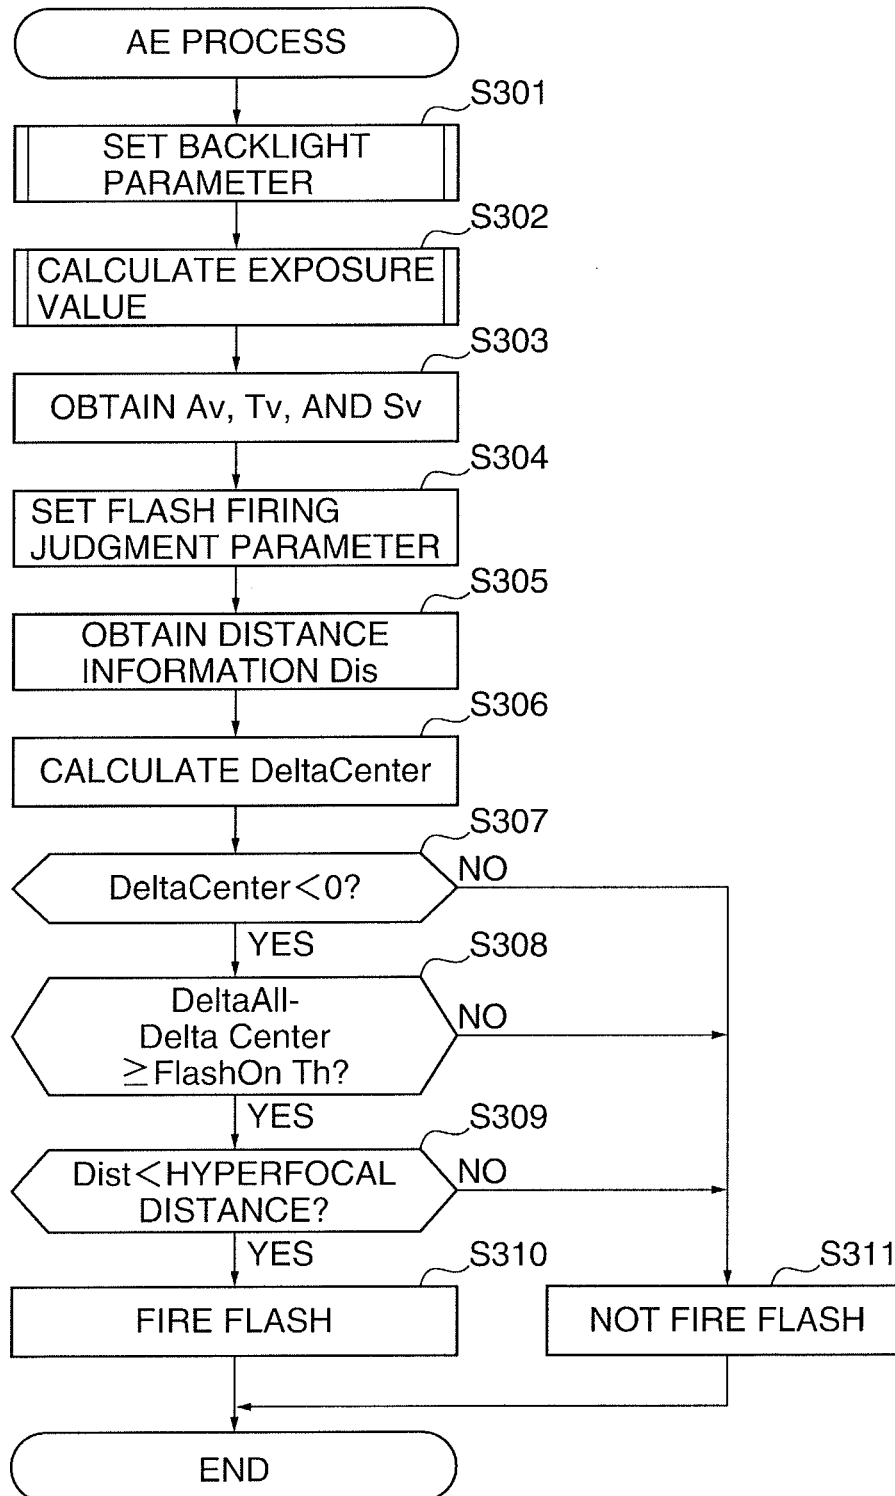 AE PROCESS
S301
SET BACKLIGHT
PARAMETER
S302
CALCULATE EXPOSURE
VALUE
S303
OBTAIN Av, Tv, AND Sv
S304
SET FLASH FIRING
JUDGMENT PARAMETER
S305
OBTAIN DISTANCE
INFORMATION Dis
S306
CALCULATE DeltaCenter
S307
DeltaCenter<0?
NO
YES
S308
DeltaAll-
Delta Center
≥FlashOn Th?
NO
YES
S309
Dist<HYPERFOCAL
DISTANCE?
NO
YES
S310
FIRE FLASH
S311
NOT FIRE FLASH
END